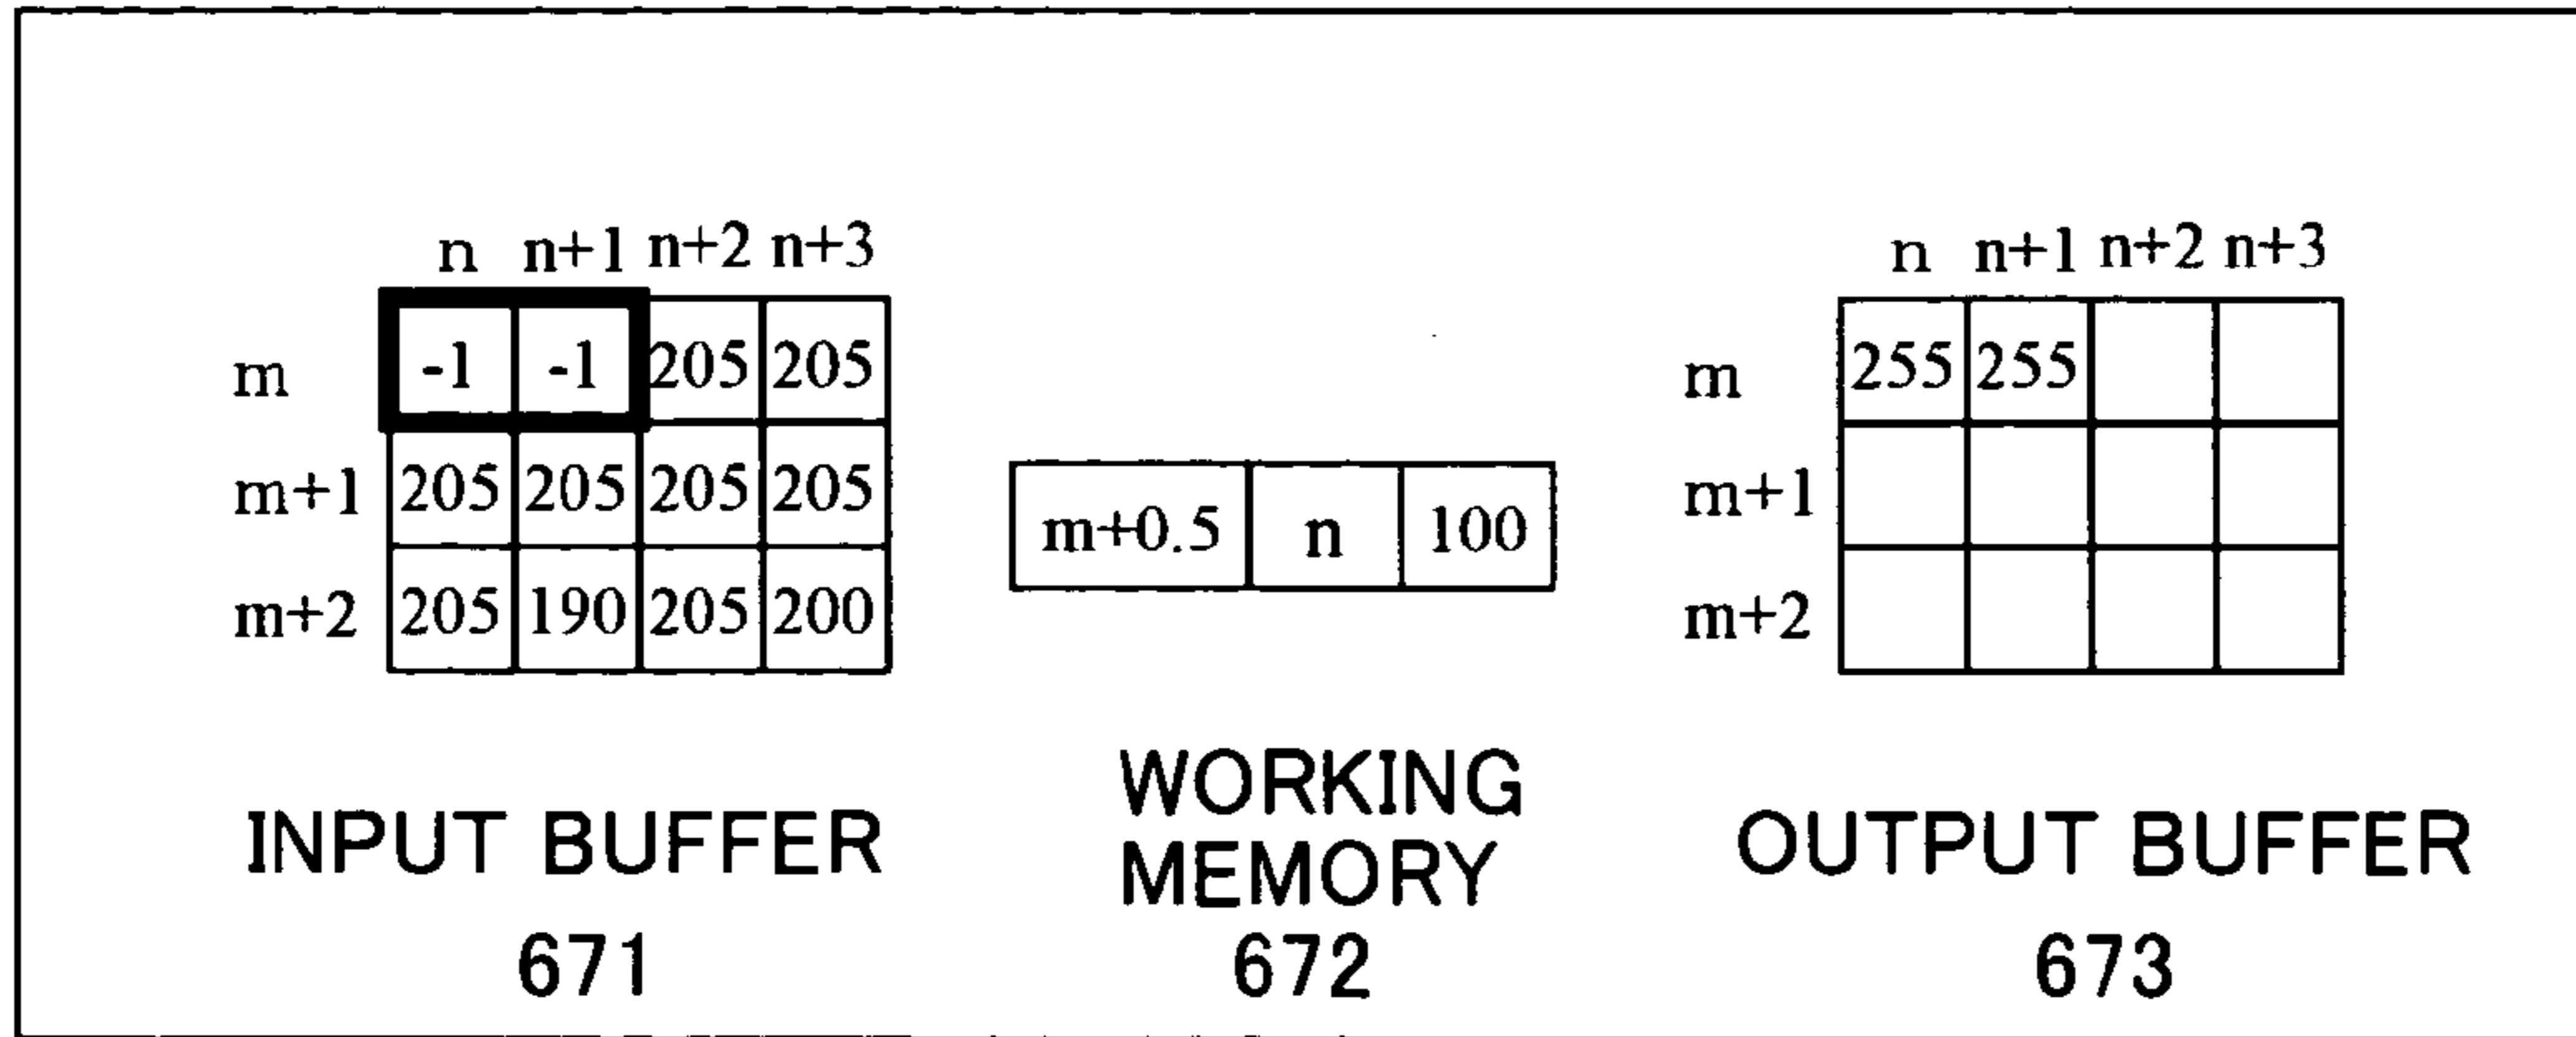 n n+1 n+2 n+3
m -1 -1 205 205
m+1 205 205 205 205
m+2 205 190 205 200
INPUT BUFFER
671
m+0.5 n 100
WORKING
MEMORY
672
n n+1 n+2 n+3
m 255 255
m+1
m+2
OUTPUT BUFFER
673